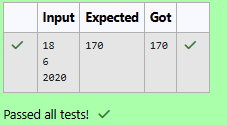 Input Expected Got
✓ 18 170 170 ✓
6
2020
Passed all tests! ✓